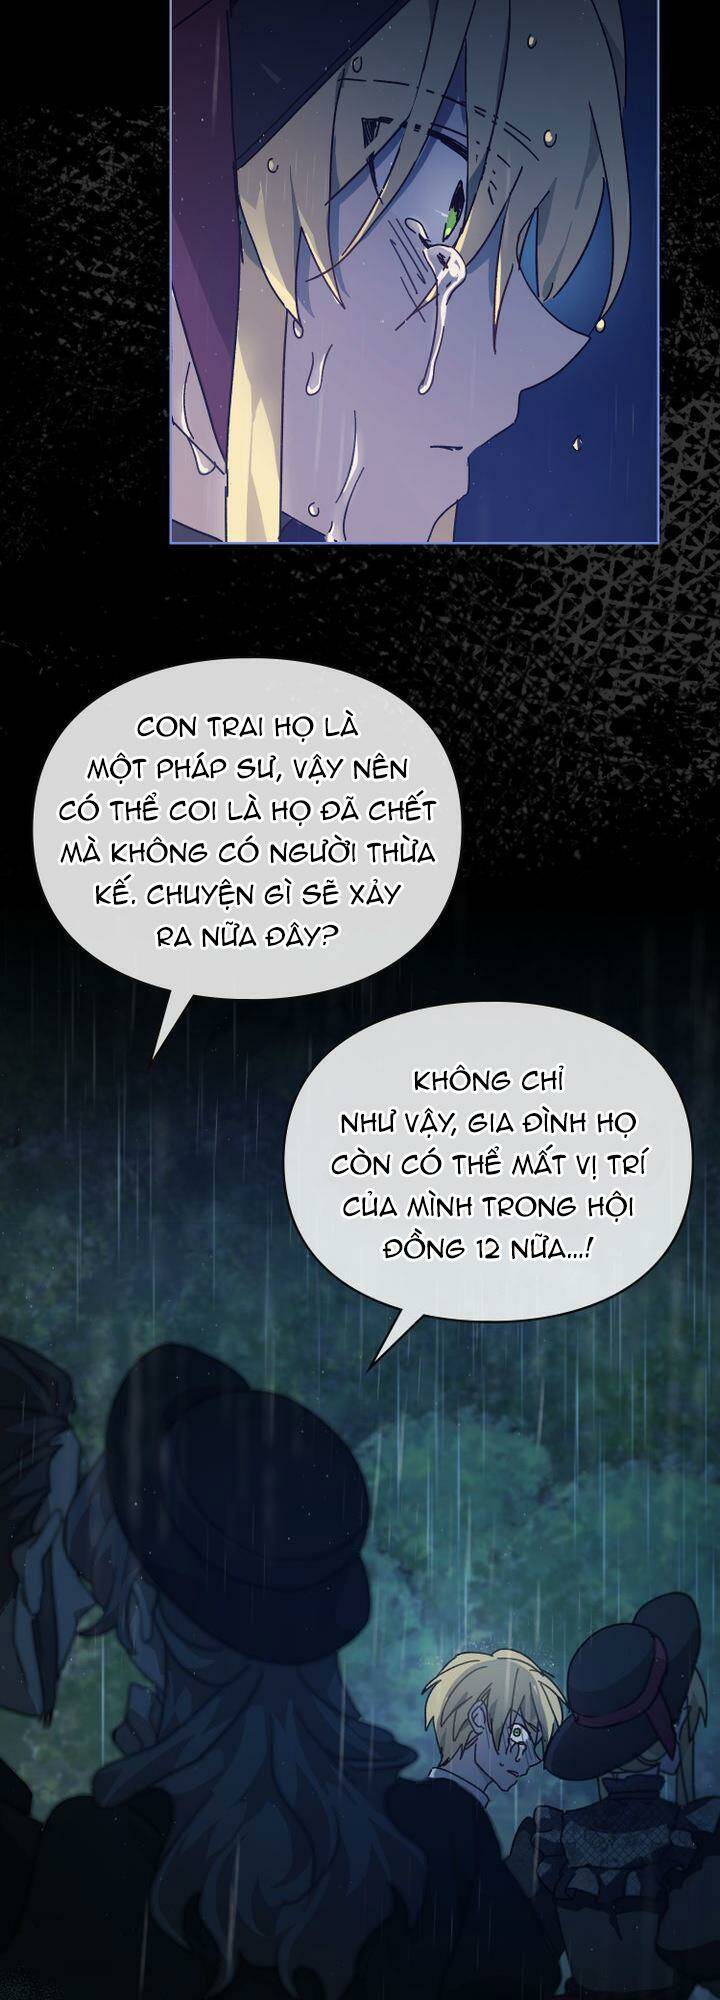 CON TRAI HỌ LÀ
MỘT PHÁP SƯ, VẬY NÊN
CÓ THỂ COI LÀ HỌ ĐÃ CHẾT
MÀ KHÔNG CÓ NGƯỜI THỪA
KẾ. CHUYỆN GÌ SẼ XẢY
RA NỮA ĐÂY?
KHÔNG CHỈ
NHƯ VẬY, GIA ĐÌNH HỌ
CÒN CÓ THỂ MẤT VỊ TRÍ
CỦA MÌNH TRONG HỘI
ĐỒNG 12 NỮA...!